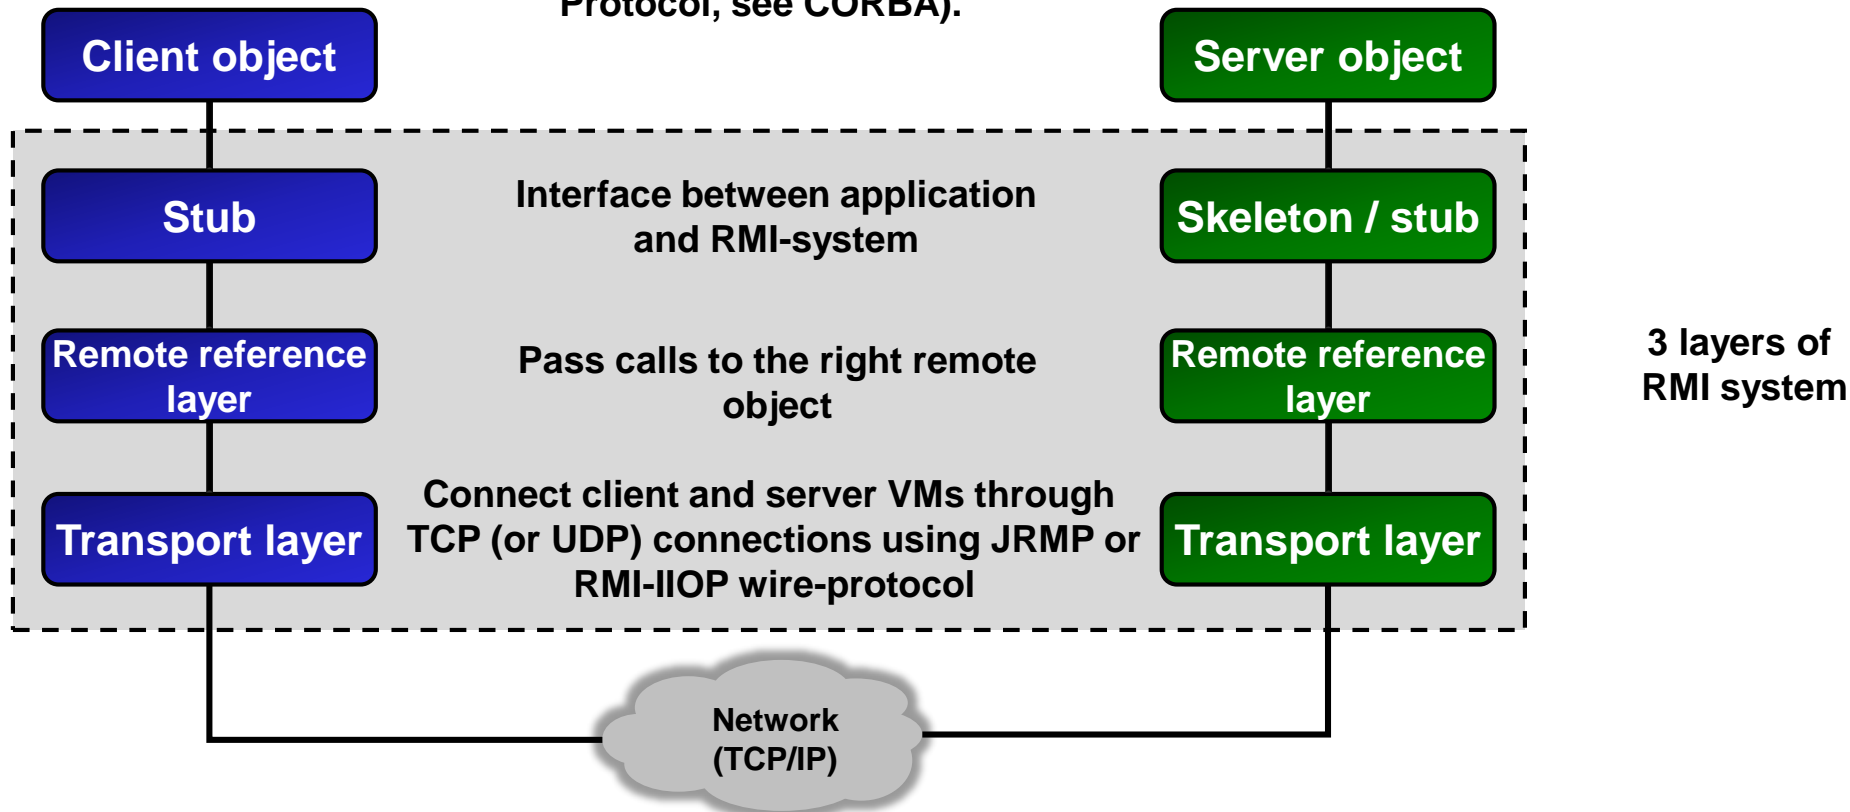 Protocol, see CORBA).
Client object
Server object
Stub
Interface between application
and RMI-system
Skeleton / stub
Remote reference
layer
Pass calls to the right remote
object
Remote reference
layer
3 layers of
RMI system
Transport layer
Connect client and server VMs through
TCP (or UDP) connections using JRMP or
RMI-IIOP wire-protocol
Transport layer
Network
(TCP/IP)